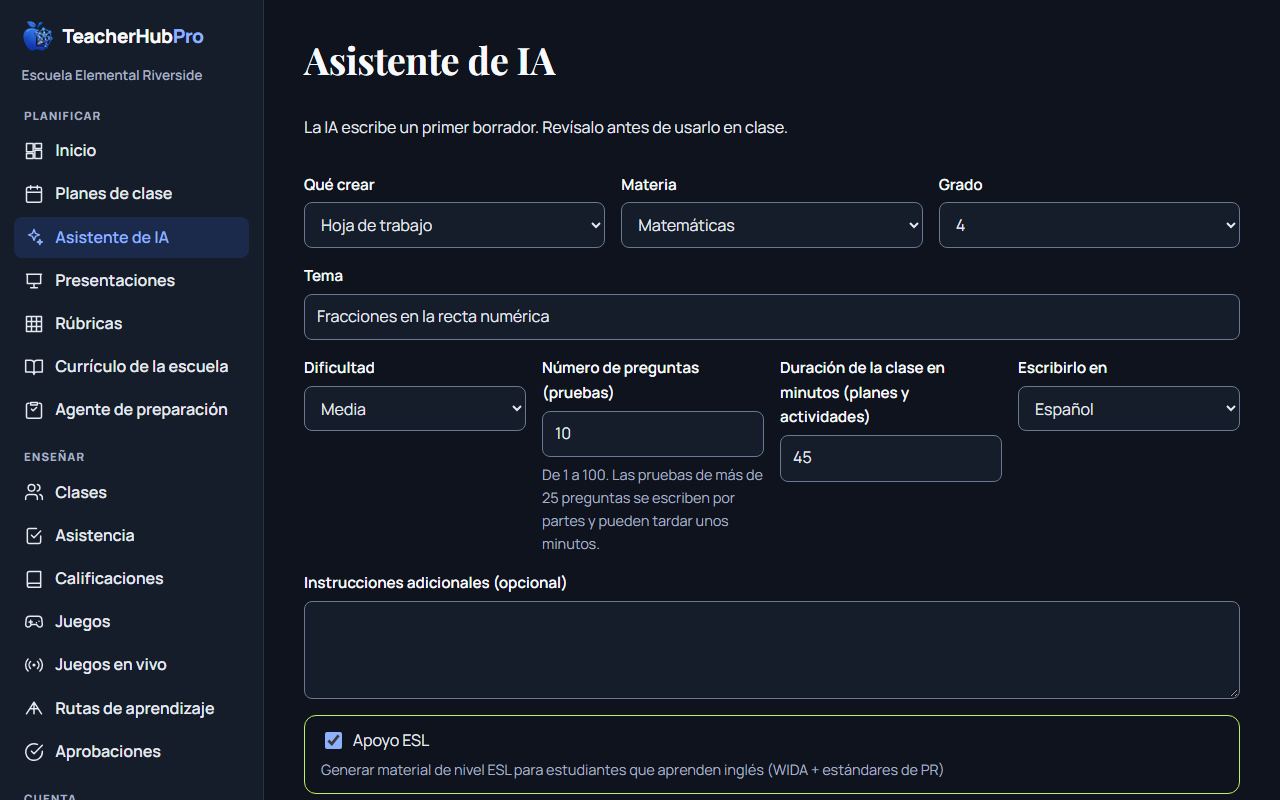 TeacherHubPro
Escuela Elemental Riverside
PLANIFICAR
Inicio
Planes de clase
Asistente de IA
Presentaciones
Rúbricas
Currículo de la escuela
Agente de preparación
ENSEÑAR
Clases
Asistencia
Calificaciones
Juegos
Juegos en vivo
Rutas de aprendizaje
Aprobaciones
CUENTA
Asistente de IA
La IA escribe un primer borrador. Revísalo antes de usarlo en clase.
Qué crear
Hoja de trabajo
Materia
Matemáticas
Grado
4
Tema
Fracciones en la recta numérica
Dificultad
Media
Número de preguntas
(pruebas)
10
De 1 a 100. Las pruebas de más de
25 preguntas se escriben por
partes y pueden tardar unos
minutos.
Duración de la clase en
minutos (planes y
actividades)
45
Escribirlo en
Español
Instrucciones adicionales (opcional)
Apoyo ESL
Generar material de nivel ESL para estudiantes que aprenden inglés (WIDA + estándares de PR)